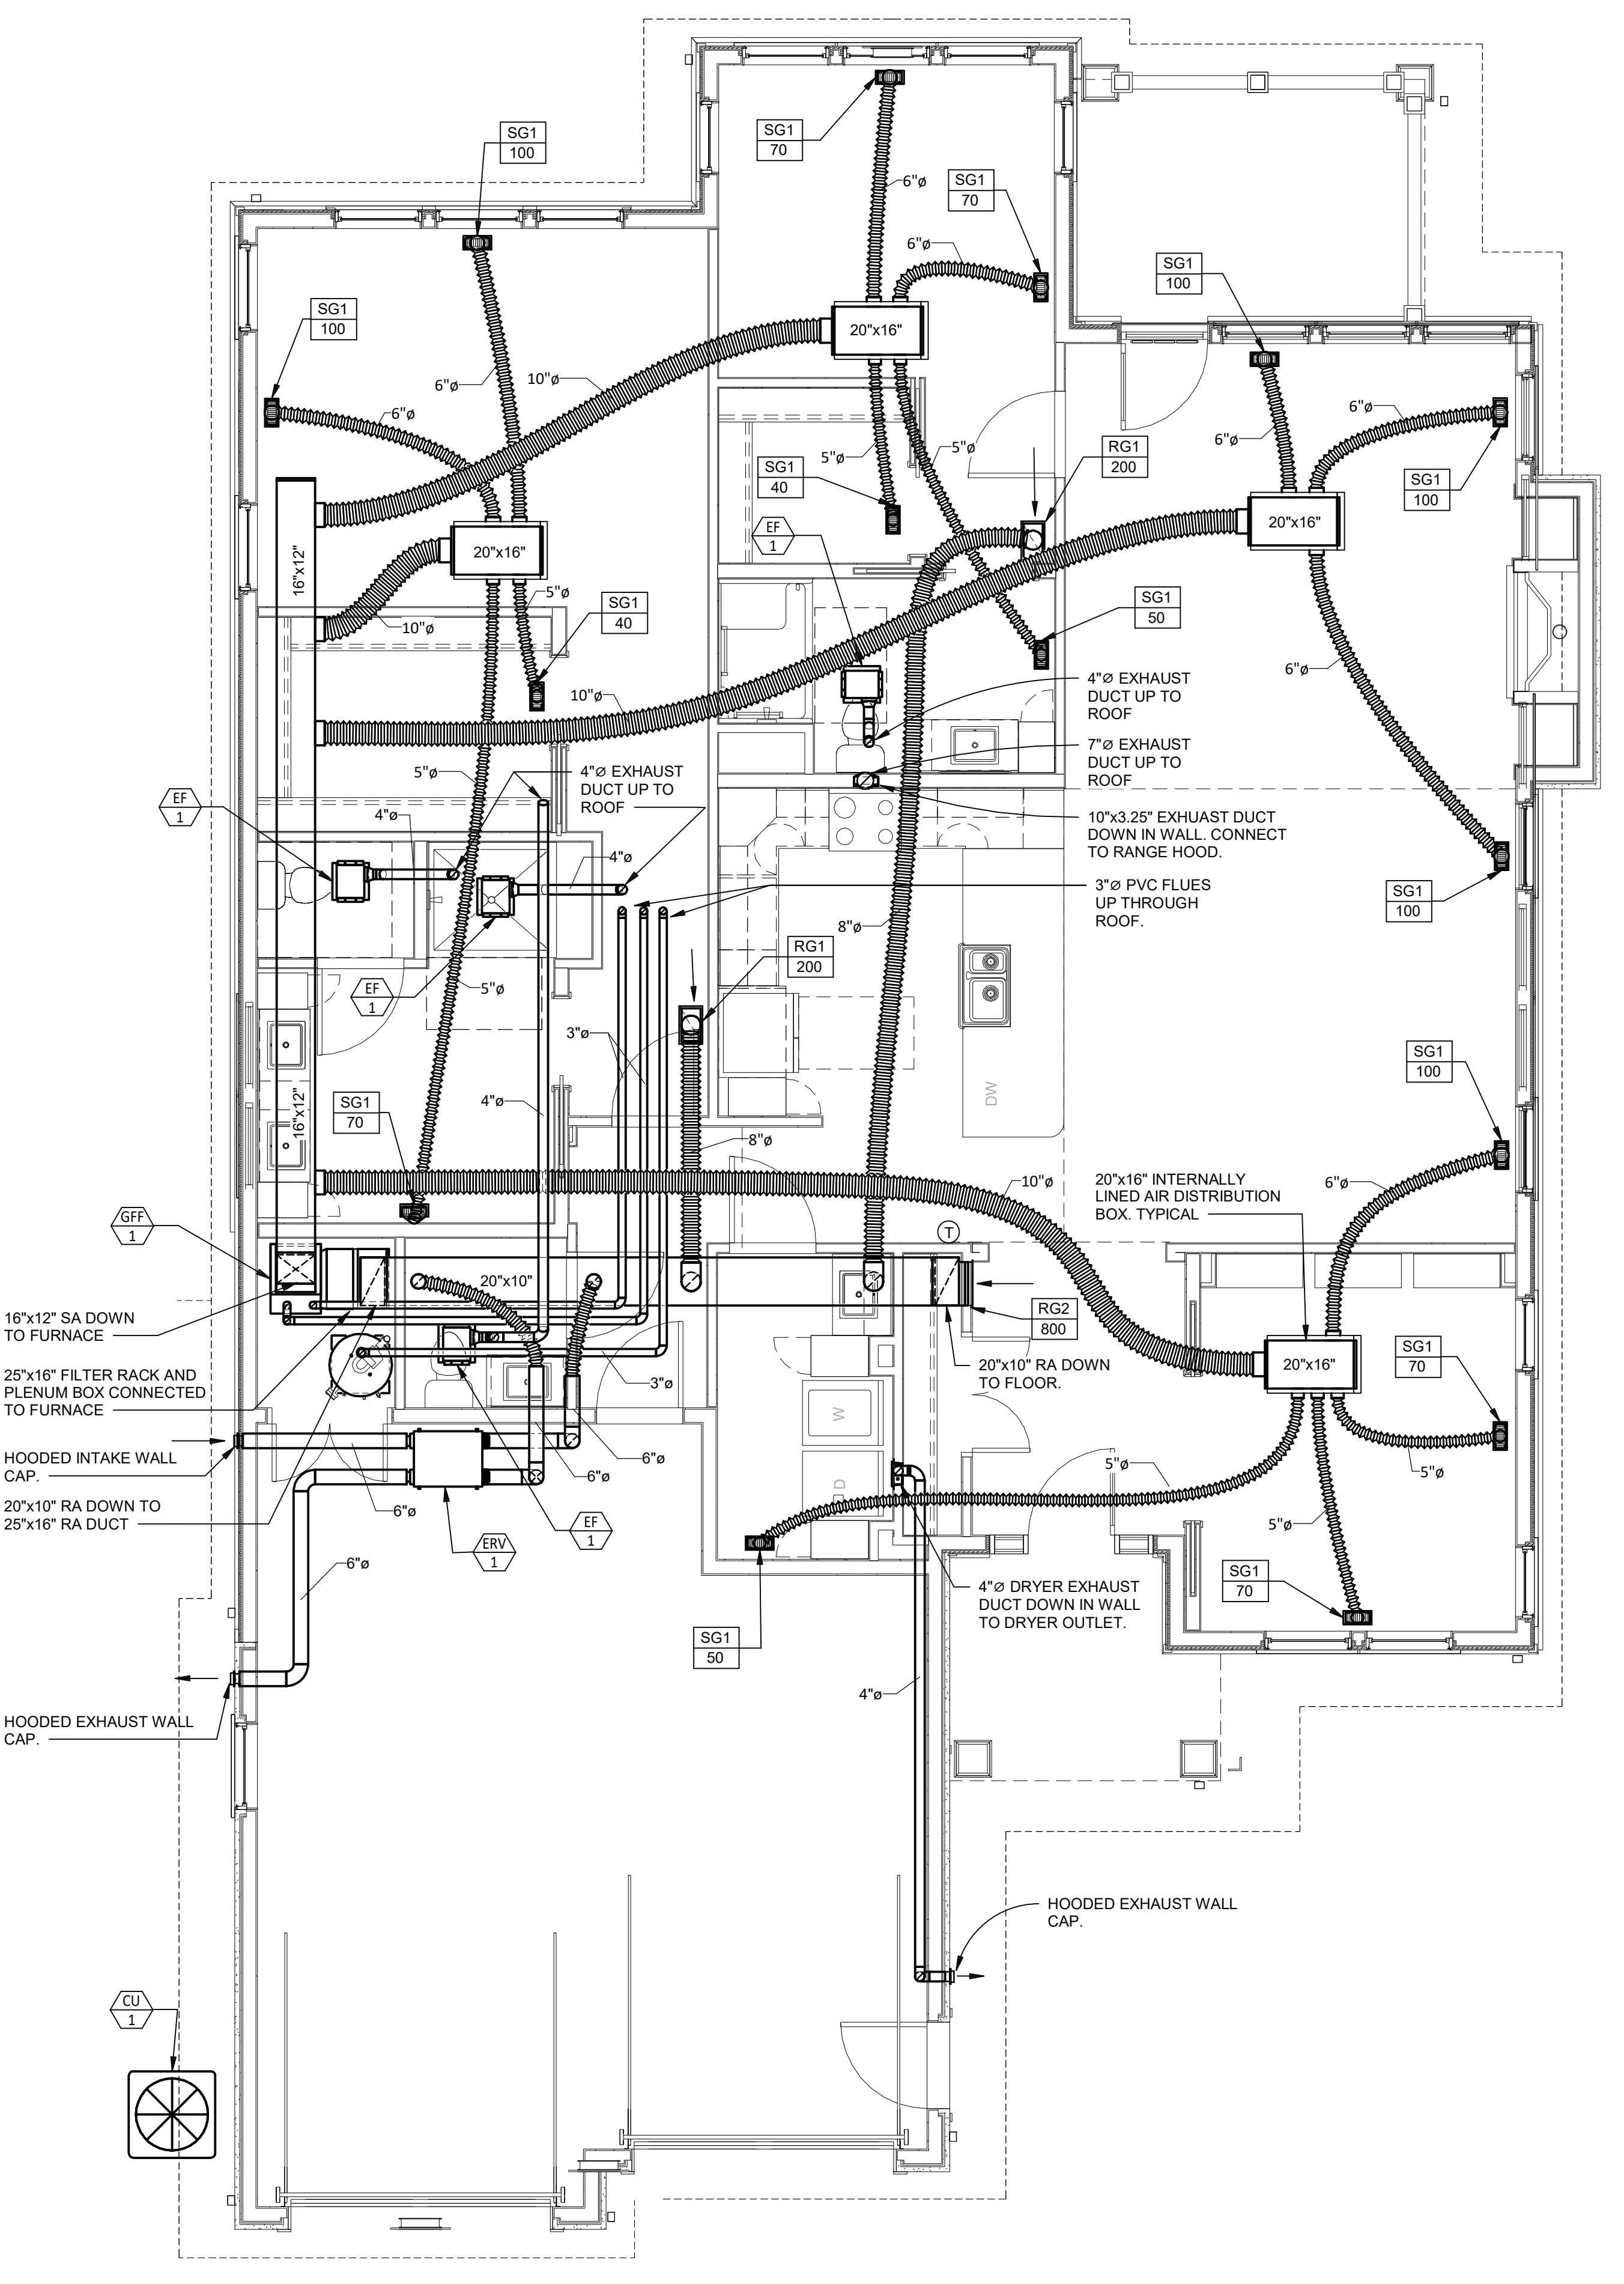 SG1
70
SG1
100
6"ø
SG1
70
6"ø
SG1
100
SG1
100
20"x16"
6"ø
10"ø
6"ø
6"ø
6"ø
5"ø
5"ø
RG1
200
SG1
40
SG1
100
EF
1
20"x16"
20"x16"
16"x12"
5"ø
SG1
40
SG1
50
10"ø
6"ø
10"ø
4"ø EXHAUST
DUCT UP TO
ROOF
7"ø EXHAUST
DUCT UP TO
ROOF
5"ø
4"ø EXHAUST
DUCT UP TO
ROOF
EF
1
4"ø
10"x3.25" EXHUAST DUCT
DOWN IN WALL. CONNECT
TO RANGE HOOD.
4"ø
3"ø PVC FLUES
UP THROUGH
ROOF.
SG1
100
8"ø
RG1
200
EF
1
5"ø
3"ø
SG1
100
DW
16"x12"
SG1
70
4"ø
8"ø
10"ø
20"x16" INTERNALLY
LINED AIR DISTRIBUTION
BOX. TYPICAL
6"ø
GFF
1
T
20"x10"
16"x12" SA DOWN
TO FURNACE
RG2
800
20"x10" RA DOWN
TO FLOOR.
20"x16"
SG1
70
25"x16" FILTER RACK AND
PLENUM BOX CONNECTED
TO FURNACE
3"ø
W
HOODED INTAKE WALL
CAP.
6"ø
6"ø
5"ø
5"ø
20"x10" RA DOWN TO
25"x16" RA DUCT
6"ø
D
EF
1
ERV
1
5"ø
6"ø
4"ø DRYER EXHAUST
DUCT DOWN IN WALL
TO DRYER OUTLET.
SG1
70
SG1
50
4"ø
HOODED EXHAUST WALL
CAP.
HOODED EXHAUST WALL
CAP.
CU
1